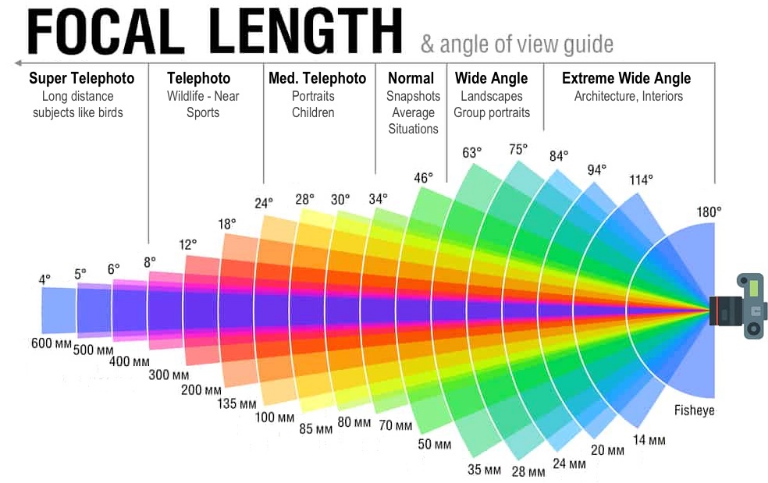 FOCAL LENGTH & angle of view guide
Super Telephoto
Long distance
subjects like birds
Telephoto
Wildlife - Near
Sports
Med. Telephoto
Portraits
Children
Normal
Snapshots
Average
Situations
Wide Angle
Landscapes
Group portraits
Extreme Wide Angle
Architecture, Interiors
4°
5°
6°
8°
12°
18°
24°
28°
30°
34°
46°
63°
75°
84°
94°
114°
180°
600 MM
500 MM
400 MM
300 MM
200 MM
135 MM
100 MM
85 MM
80 MM
70 MM
50 MM
35 MM
28 MM
24 MM
20 MM
14 MM
Fisheye